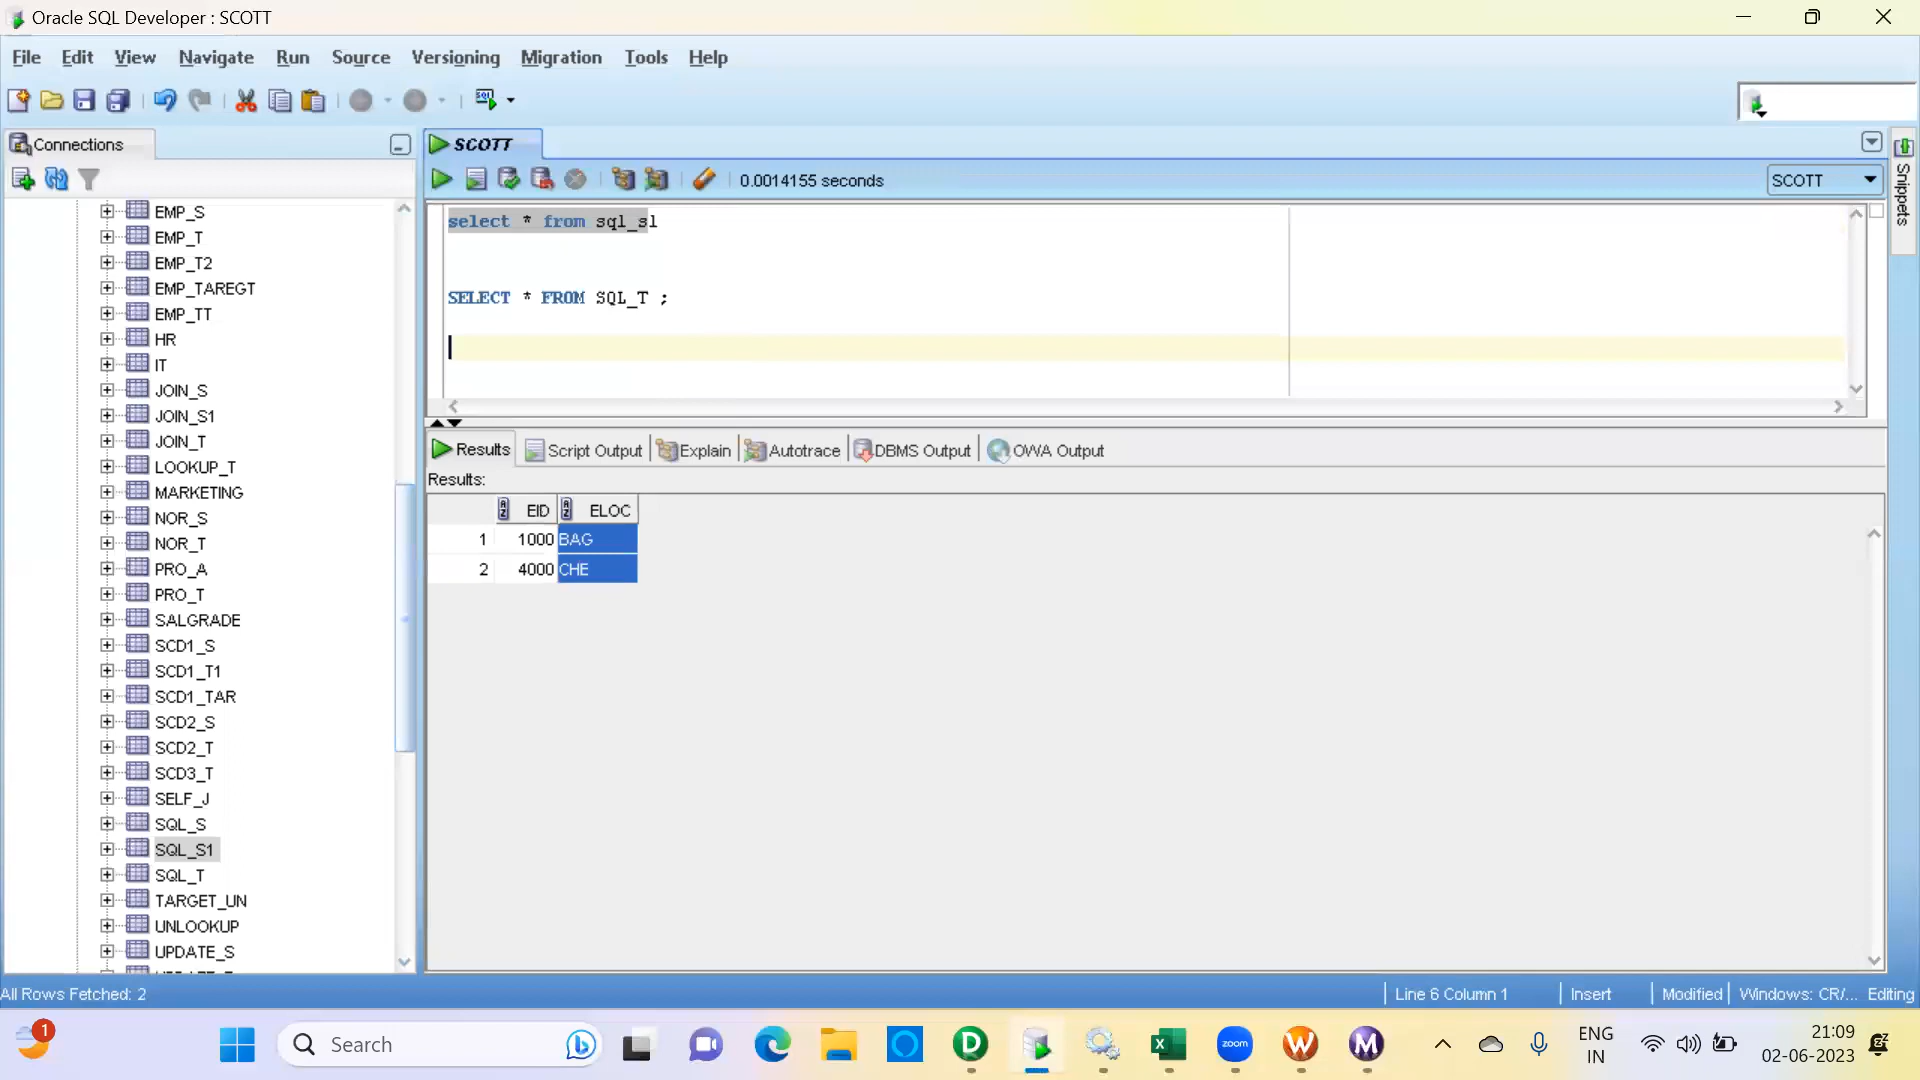 Oracle SQL Developer : SCOTT
File Edit View Navigate Run Source Versioning Migration Tools Help
Connections
SCOTT
0.0014155 seconds
SCOTT
Snippets
EMP_S
EMP_T
EMP_T2
EMP_TAREGT
EMP_TT
HR
IT
JOIN_S
JOIN_S1
JOIN_T
LOOKUP_T
MARKETING
NOR_S
NOR_T
PRO_A
PRO_T
SALGRADE
SCD1_S
SCD1_T1
SCD1_TAR
SCD2_S
SCD2_T
SCD3_T
SELF_J
SQL_S
SQL_S1
SQL_T
TARGET_UN
UNLOOKUP
UPDATE_S
select * from sql_s1
SELECT * FROM SQL_T ;
Results Script Output Explain Autotrace DBMS Output OWA Output
Results:
EID ELOC
1 1000 BAG
2 4000 CHE
All Rows Fetched: 2
Line 6 Column 1 Insert Modified Windows: CR/... Editing
1
Search
zoom
ENG
IN
21:09
02-06-2023